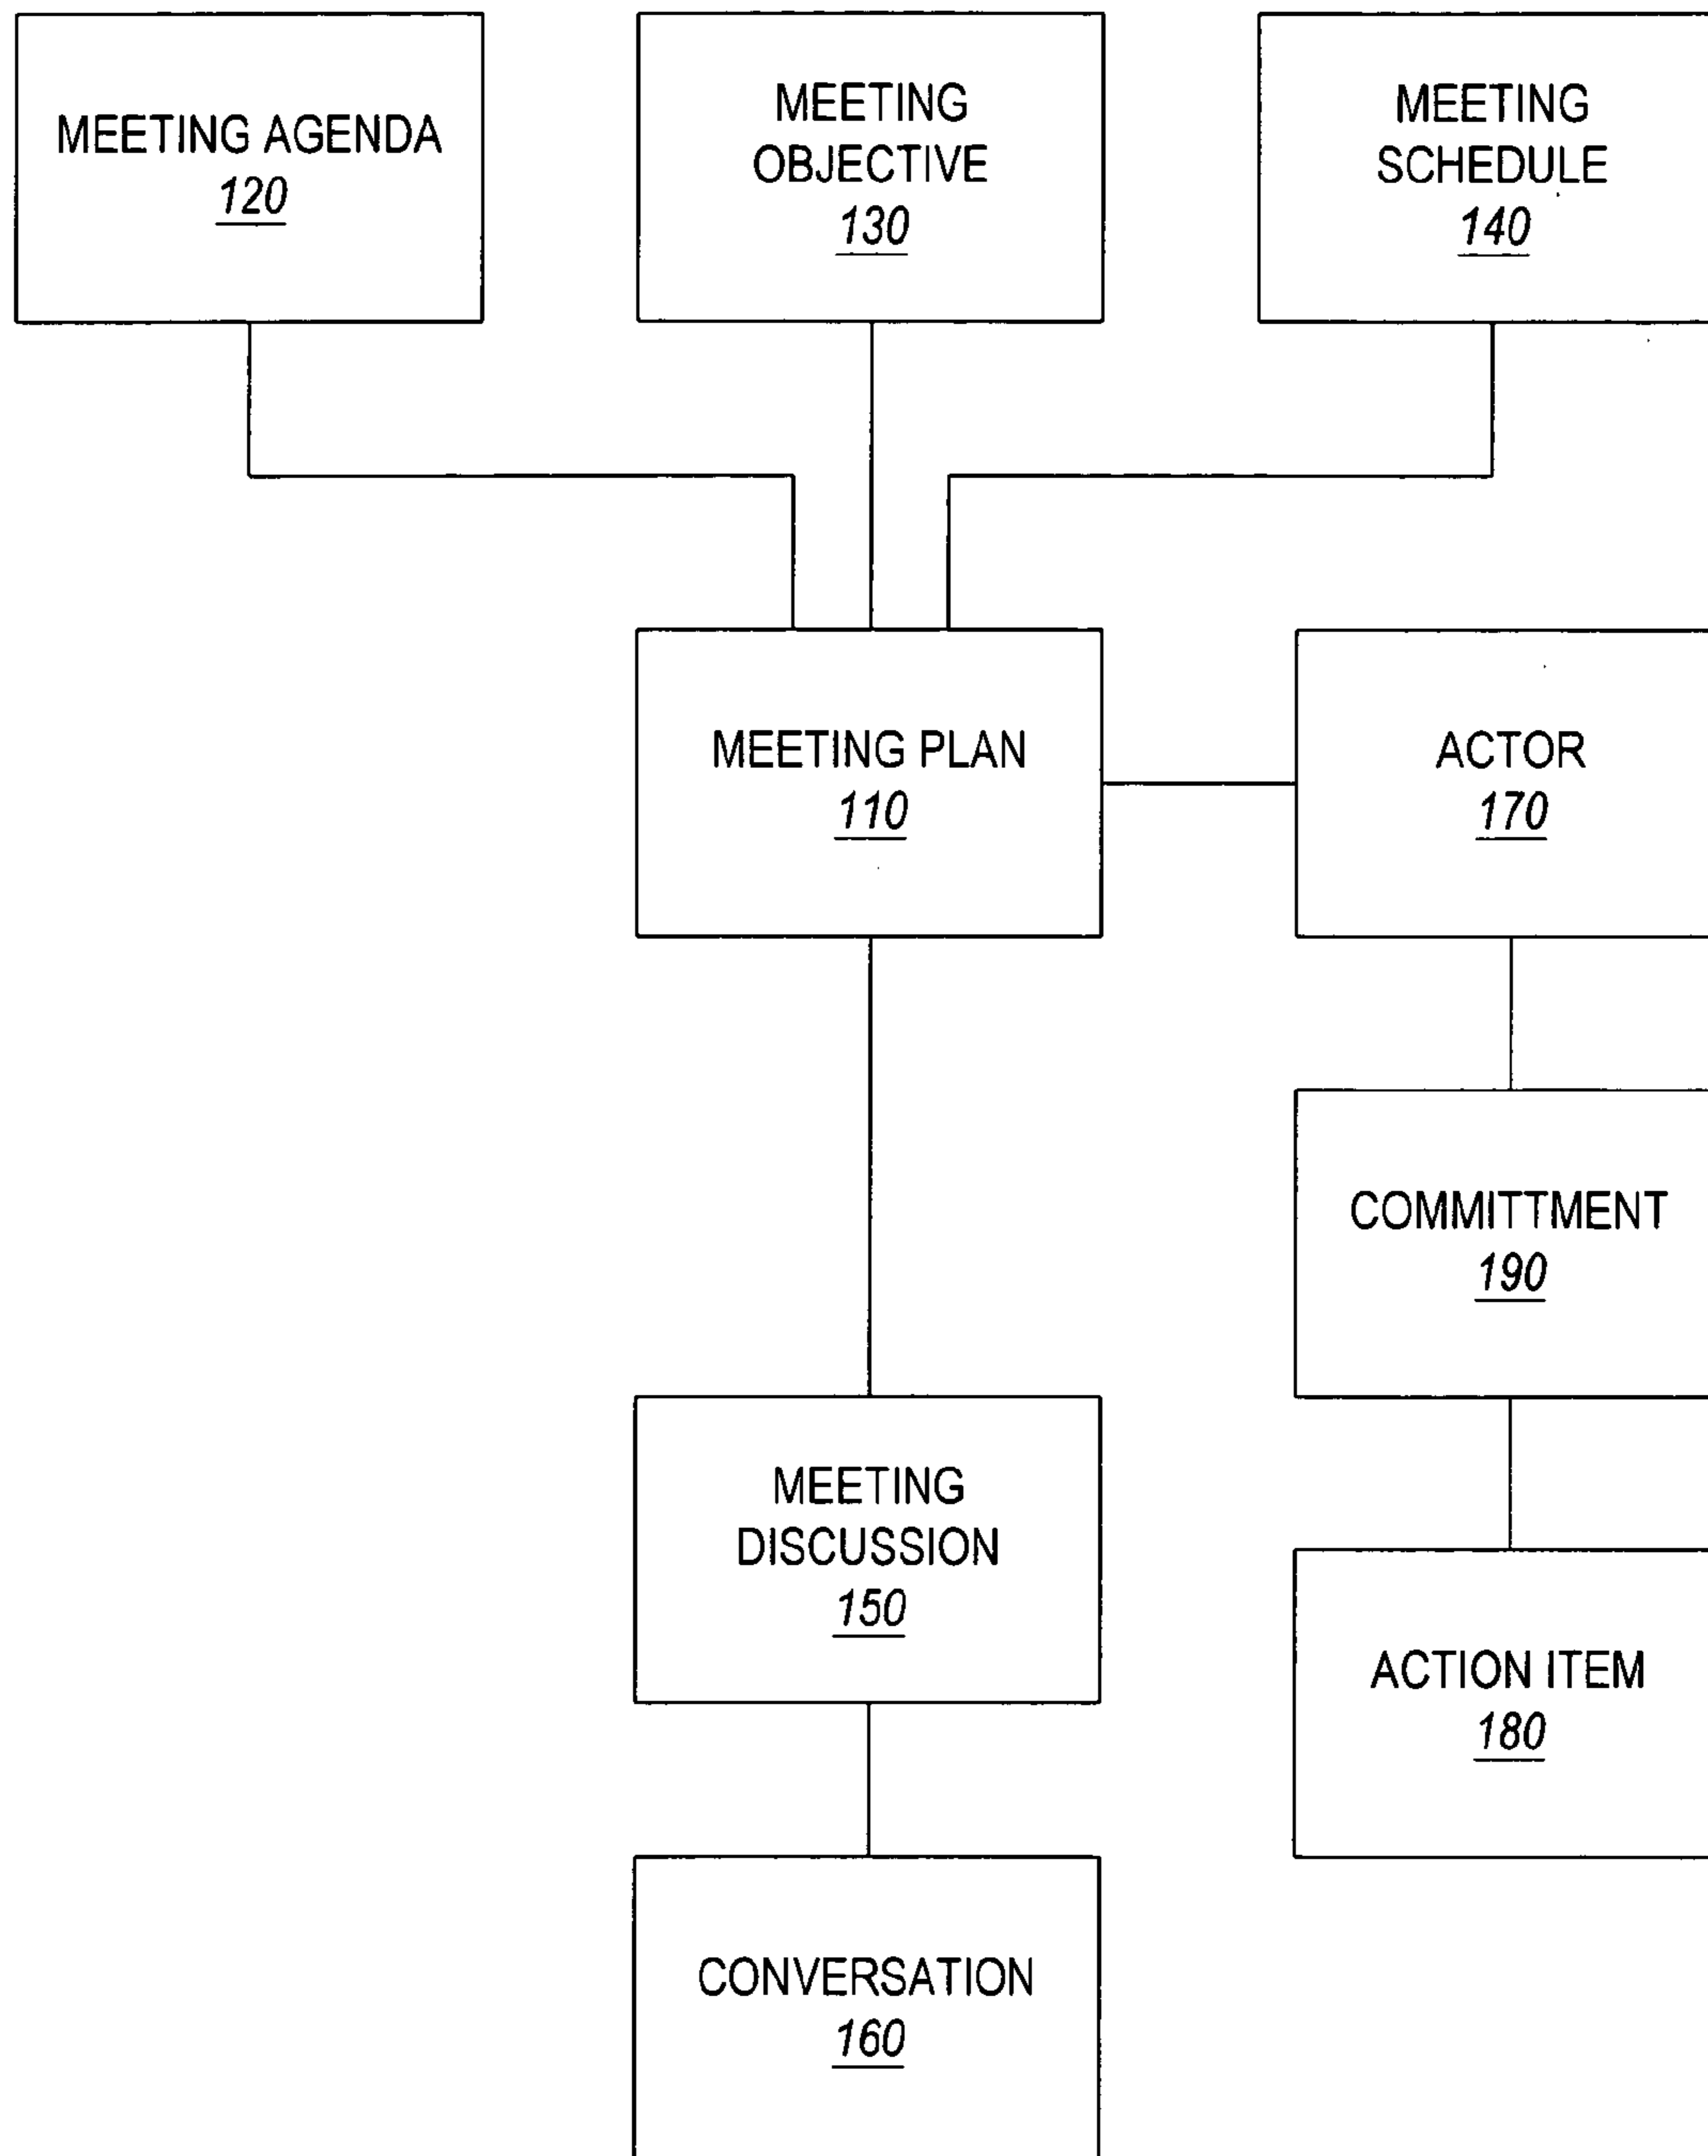 MEETING AGENDA
120
MEETING
OBJECTIVE
130
MEETING
SCHEDULE
140
MEETING PLAN
110
ACTOR
170
COMMITTMENT
190
MEETING
DISCUSSION
150
ACTION ITEM
180
CONVERSATION
160